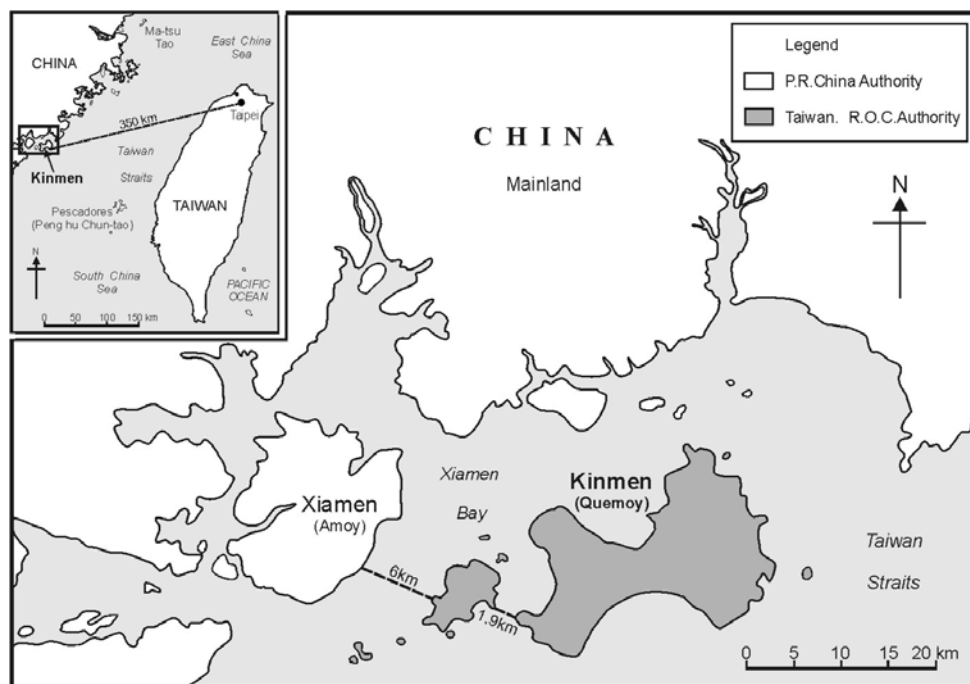 Ma-tsu
Tao
East China
Sea
CHINA
Taipei
350 km
Kinmen
Taiwan
Straits
Pescadores
(Peng hu Chun-tao)
TAIWAN
N
South China
Sea
PACIFIC
OCEAN
0 50 100 150 km
Legend
P.R.China Authority
Taiwan. R.O.C.Authority
CHINA
Mainland
N
Xiamen
(Amoy)
Xiamen
Bay
Kinmen
(Quemoy)
6km
1.9km
Taiwan
Straits
0 5 10 15 20 km